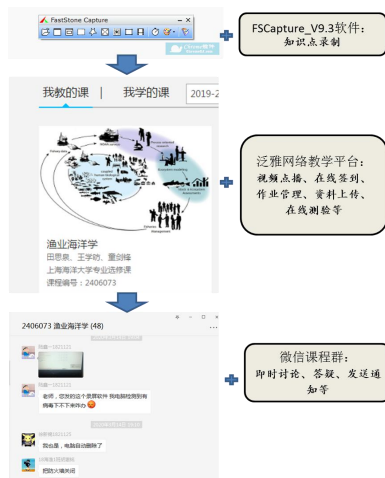 FastStone Capture
FSCapture_V9.3软件：
知识点录制
我教的课 | 我学的课 2019-2
泛雅网络教学平台：
视频点播、在线签到、
作业管理、资料上传、
在线测验等
渔业海洋学
田思泉、王学昉、童剑锋
上海海洋大学专业选修课
课程编号：2406073
2406073 渔业海洋学 (48)
老师，您发的这个录屏软件 我电脑检测到有
病毒下不下来咋办
我也是，电脑自动删除了
把防火墙关闭
微信课程群：
即时讨论、答疑、发送通
知等